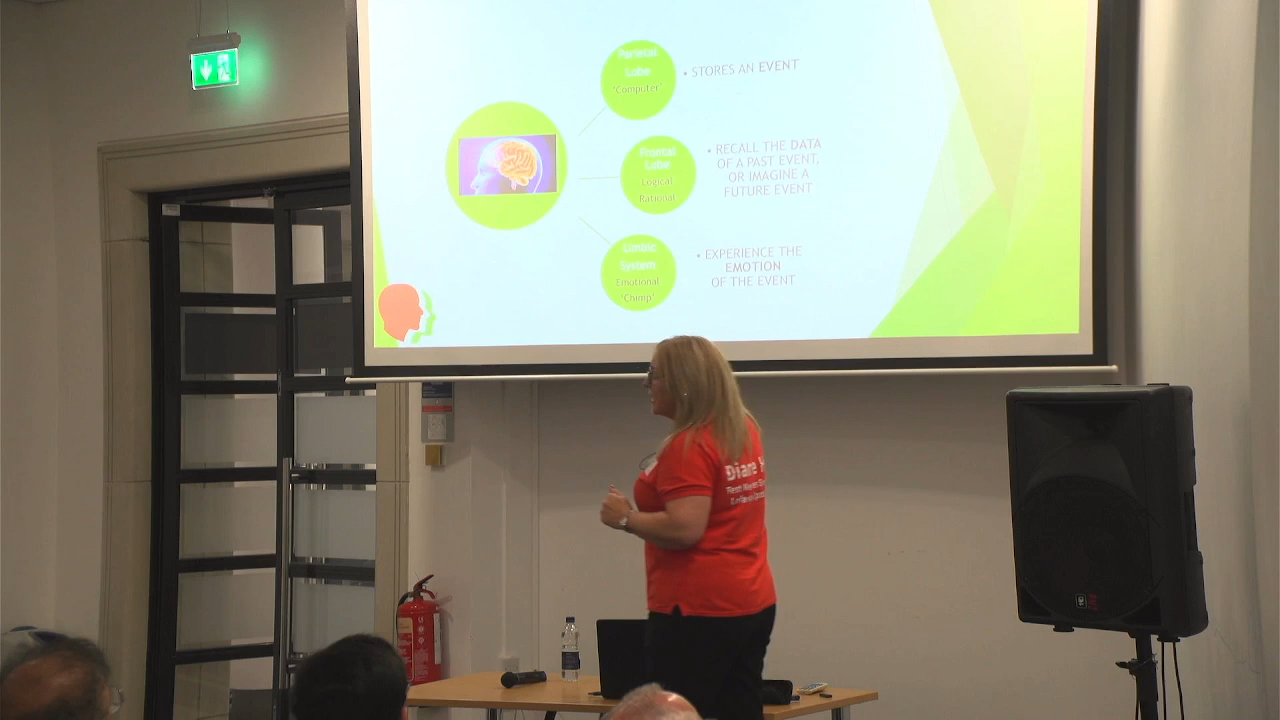 Parietal
Lobe
'Computer'
• STORES AN EVENT
Frontal
Lobe
Logical
Rational
• RECALL THE DATA
OF A PAST EVENT,
OR IMAGINE A
FUTURE EVENT
Limbic
System
Emotional
'Chimp'
• EXPERIENCE THE
EMOTION
OF THE EVENT
Diane H